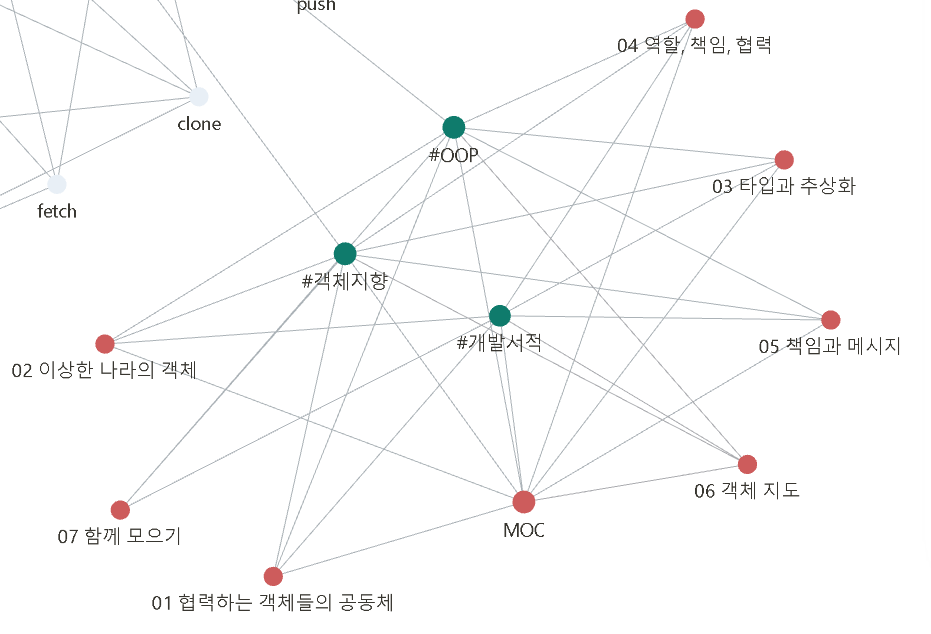 push
04 역할, 책임, 협력
clone
#OOP
03 타입과 추상화
fetch
#객체지향
#개발서적
05 책임과 메시지
02 이상한 나라의 객체
06 객체 지도
MOC
07 함께 모으기
01 협력하는 객체들의 공동체